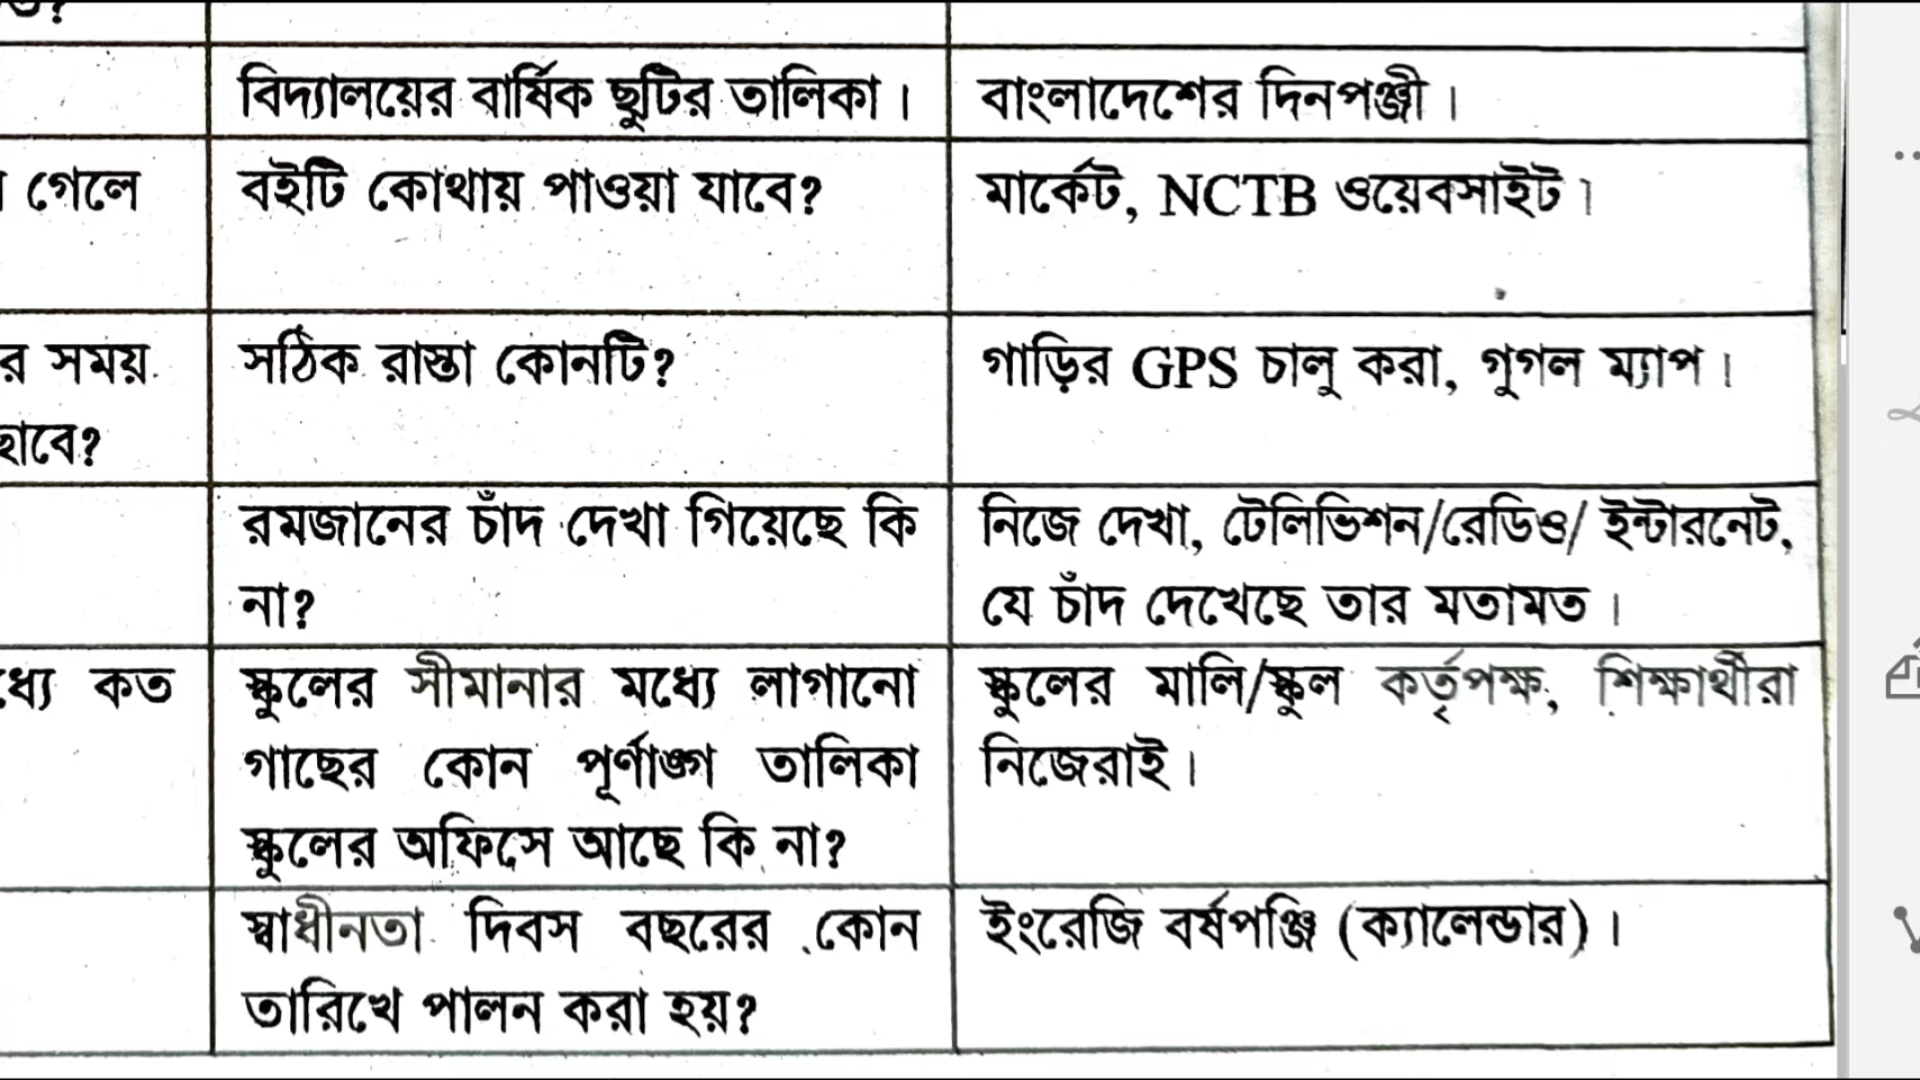 বিদ্যালয়ের বার্ষিক ছুটির তালিকা।
বাংলাদেশের দিনপঞ্জী।
গেলে
বইটি কোথায় পাওয়া যাবে?
মার্কেট, NCTB ওয়েবসাইট।
র সময়
সঠিক রাস্তা কোনটি?
গাড়ির GPS চালু করা, গুগল ম্যাপ।
ছাবে?
রমজানের চাঁদ দেখা গিয়েছে কি
না?
নিজে দেখা, টেলিভিশন/রেডিও/ ইন্টারনেট,
যে চাঁদ দেখেছে তার মতামত।
ধ্যে কত
স্কুলের সীমানার মধ্যে লাগানো
গাছের কোন পূর্ণাঙ্গ তালিকা
স্কুলের অফিসে আছে কি না?
স্কুলের মালি/স্কুল কর্তৃপক্ষ, শিক্ষার্থীরা
নিজেরাই।
স্বাধীনতা দিবস বছরের কোন
তারিখে পালন করা হয়?
ইংরেজি বর্ষপঞ্জি (ক্যালেন্ডার)।